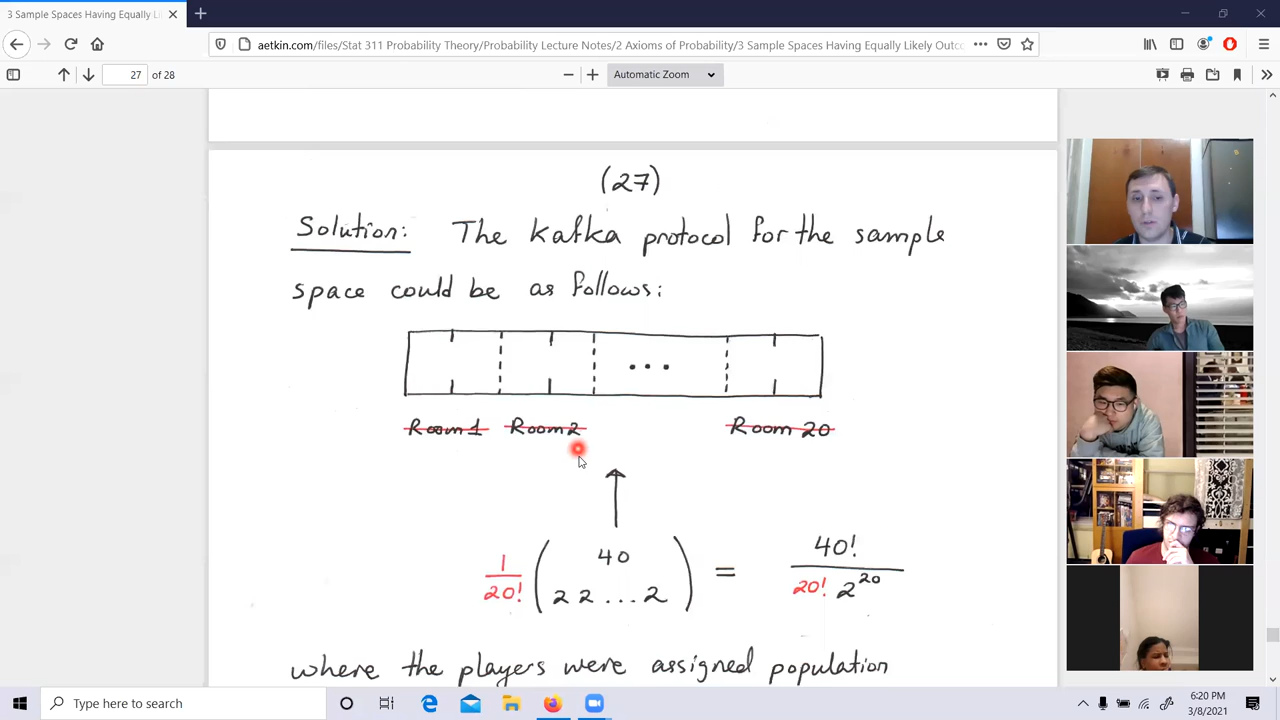 3 Sample Spaces Having Equally Li
aetkin.com/files/Stat 311 Probability Theory/Probability Lecture Notes/2 Axioms of Probability/3 Sample Spaces Having Equally Likely Outco
27 of 28
Automatic Zoom
(27)
Solution: The Kafka protocol for the sample
space could be as follows:
...
Room 1 Room 2 Room 20
1/20! (40 / 2 2 ... 2) = 40! / 20! 2^20
where the players were assigned population
Type here to search
6:20 PM
3/8/2021